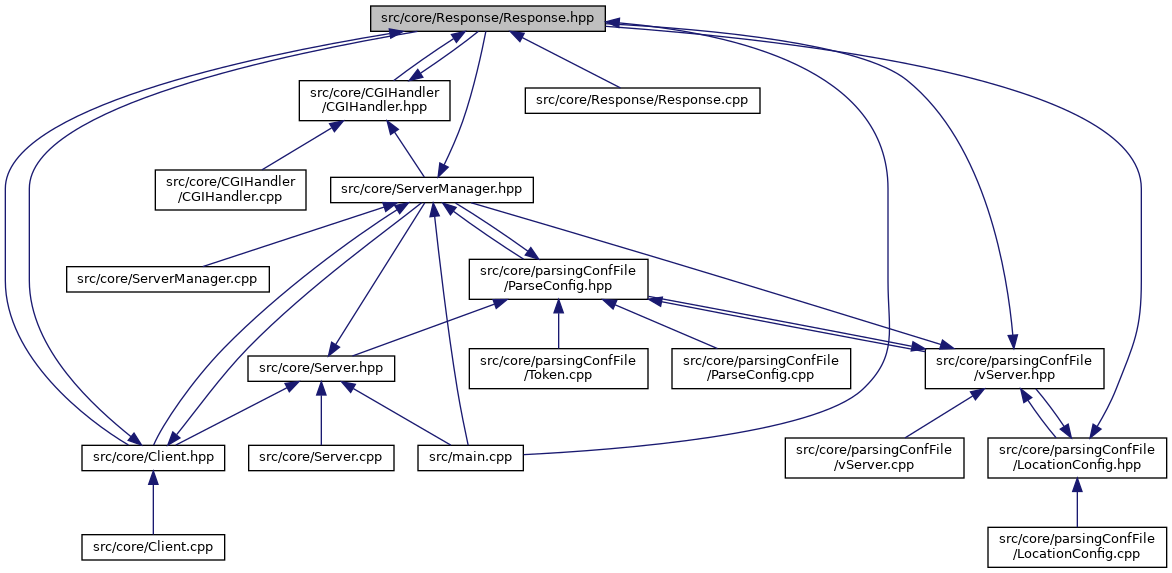 src/core/Response/Response.hpp
src/core/CGIHandler
/CGIHandler.hpp
src/core/Response/Response.cpp
src/core/CGIHandler
/CGIHandler.cpp
src/core/ServerManager.hpp
src/core/ServerManager.cpp
src/core/parsingConfFile
/ParseConfig.hpp
src/core/Server.hpp
src/core/parsingConfFile
/Token.cpp
src/core/parsingConfFile
/ParseConfig.cpp
src/core/parsingConfFile
/vServer.hpp
src/core/Client.hpp
src/core/Server.cpp
src/main.cpp
src/core/parsingConfFile
/vServer.cpp
src/core/parsingConfFile
/LocationConfig.hpp
src/core/Client.cpp
src/core/parsingConfFile
/LocationConfig.cpp